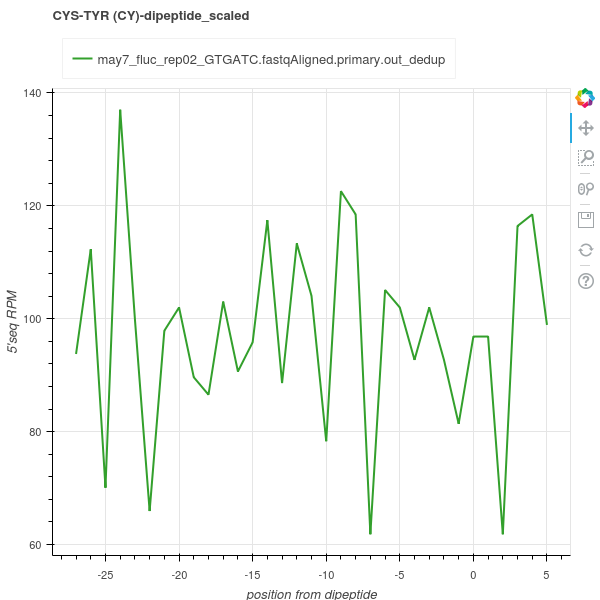 CYS-TYR (CY)-dipeptide_scaled
may7_fluc_rep02_GTGATC.fastqAligned.primary.out_dedup
140
120
100
80
60
5'seq RPM
-25 -20 -15 -10 -5 0 5
position from dipeptide